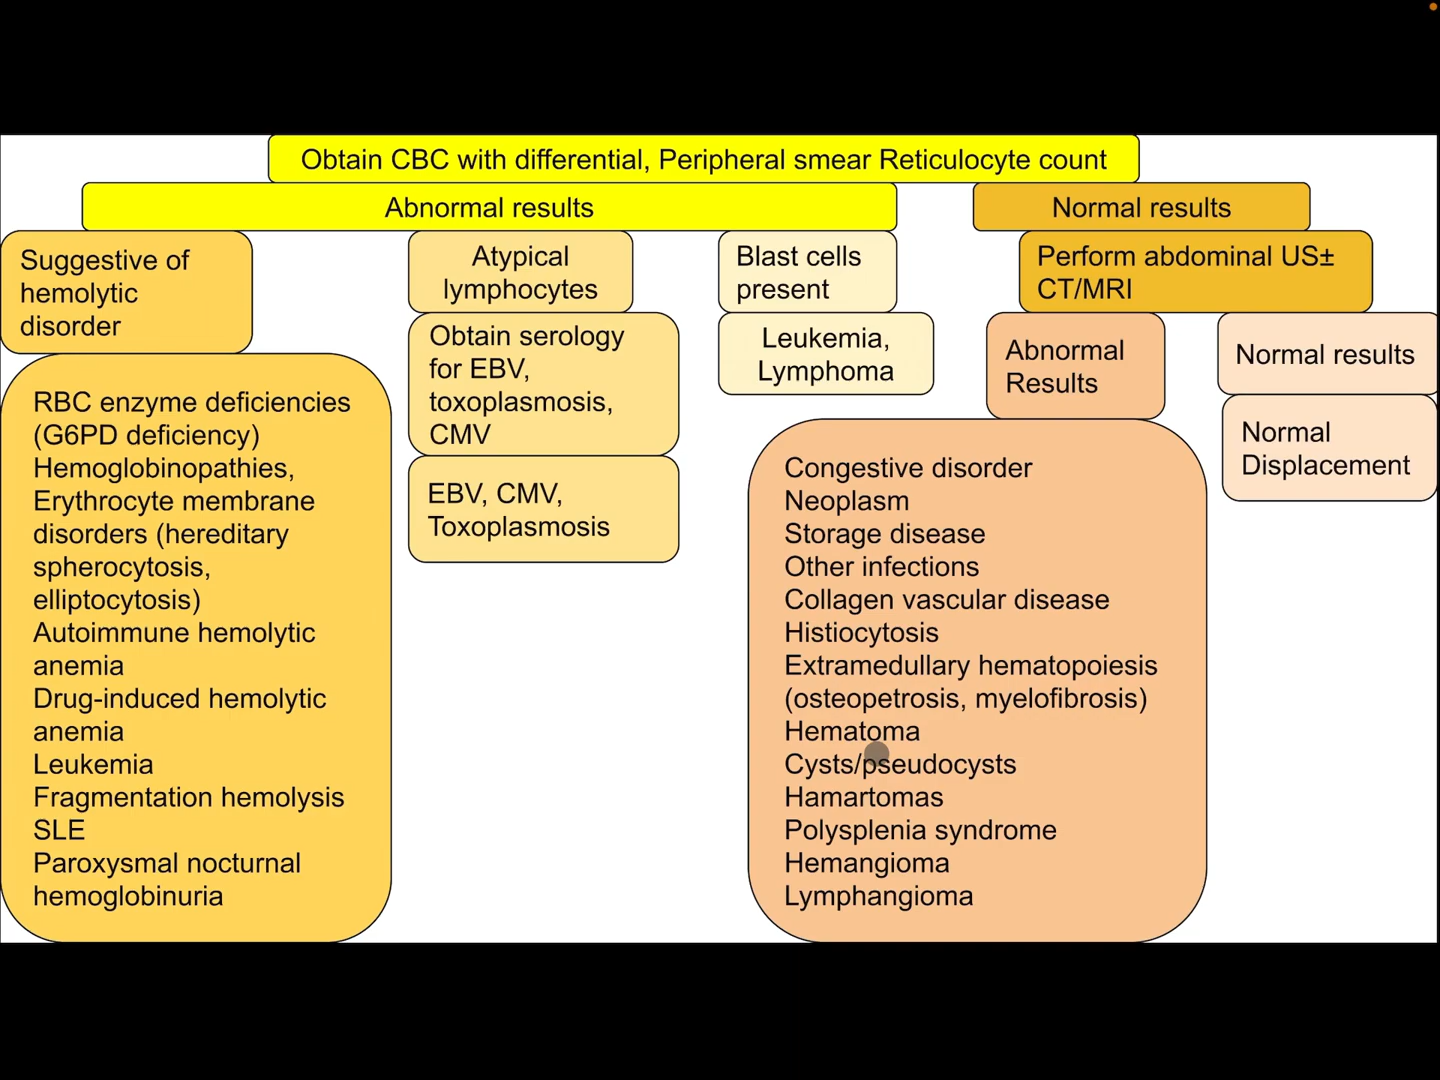 Obtain CBC with differential, Peripheral smear Reticulocyte count
Abnormal results
Normal results
Suggestive of
hemolytic
disorder
Atypical
lymphocytes
Blast cells
present
Perform abdominal US±
CT/MRI
Obtain serology
for EBV,
toxoplasmosis,
CMV
Leukemia,
Lymphoma
Abnormal
Results
Normal results
RBC enzyme deficiencies
(G6PD deficiency)
Hemoglobinopathies,
Erythrocyte membrane
disorders (hereditary
spherocytosis,
elliptocytosis)
Autoimmune hemolytic
anemia
Drug-induced hemolytic
anemia
Leukemia
Fragmentation hemolysis
SLE
Paroxysmal nocturnal
hemoglobinuria
EBV, CMV,
Toxoplasmosis
Congestive disorder
Neoplasm
Storage disease
Other infections
Collagen vascular disease
Histiocytosis
Extramedullary hematopoiesis
(osteopetrosis, myelofibrosis)
Hematoma
Cysts/pseudocysts
Hamartomas
Polysplenia syndrome
Hemangioma
Lymphangioma
Normal
Displacement